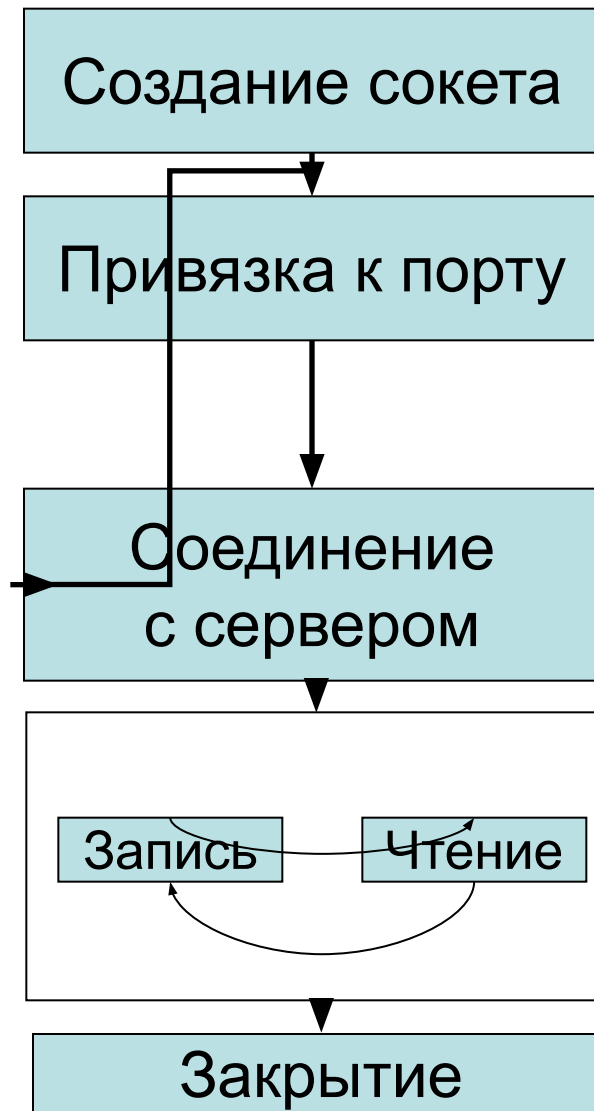 Создание сокета
Привязка к порту
Соединение
с сервером
Запись
Чтение
Закрытие